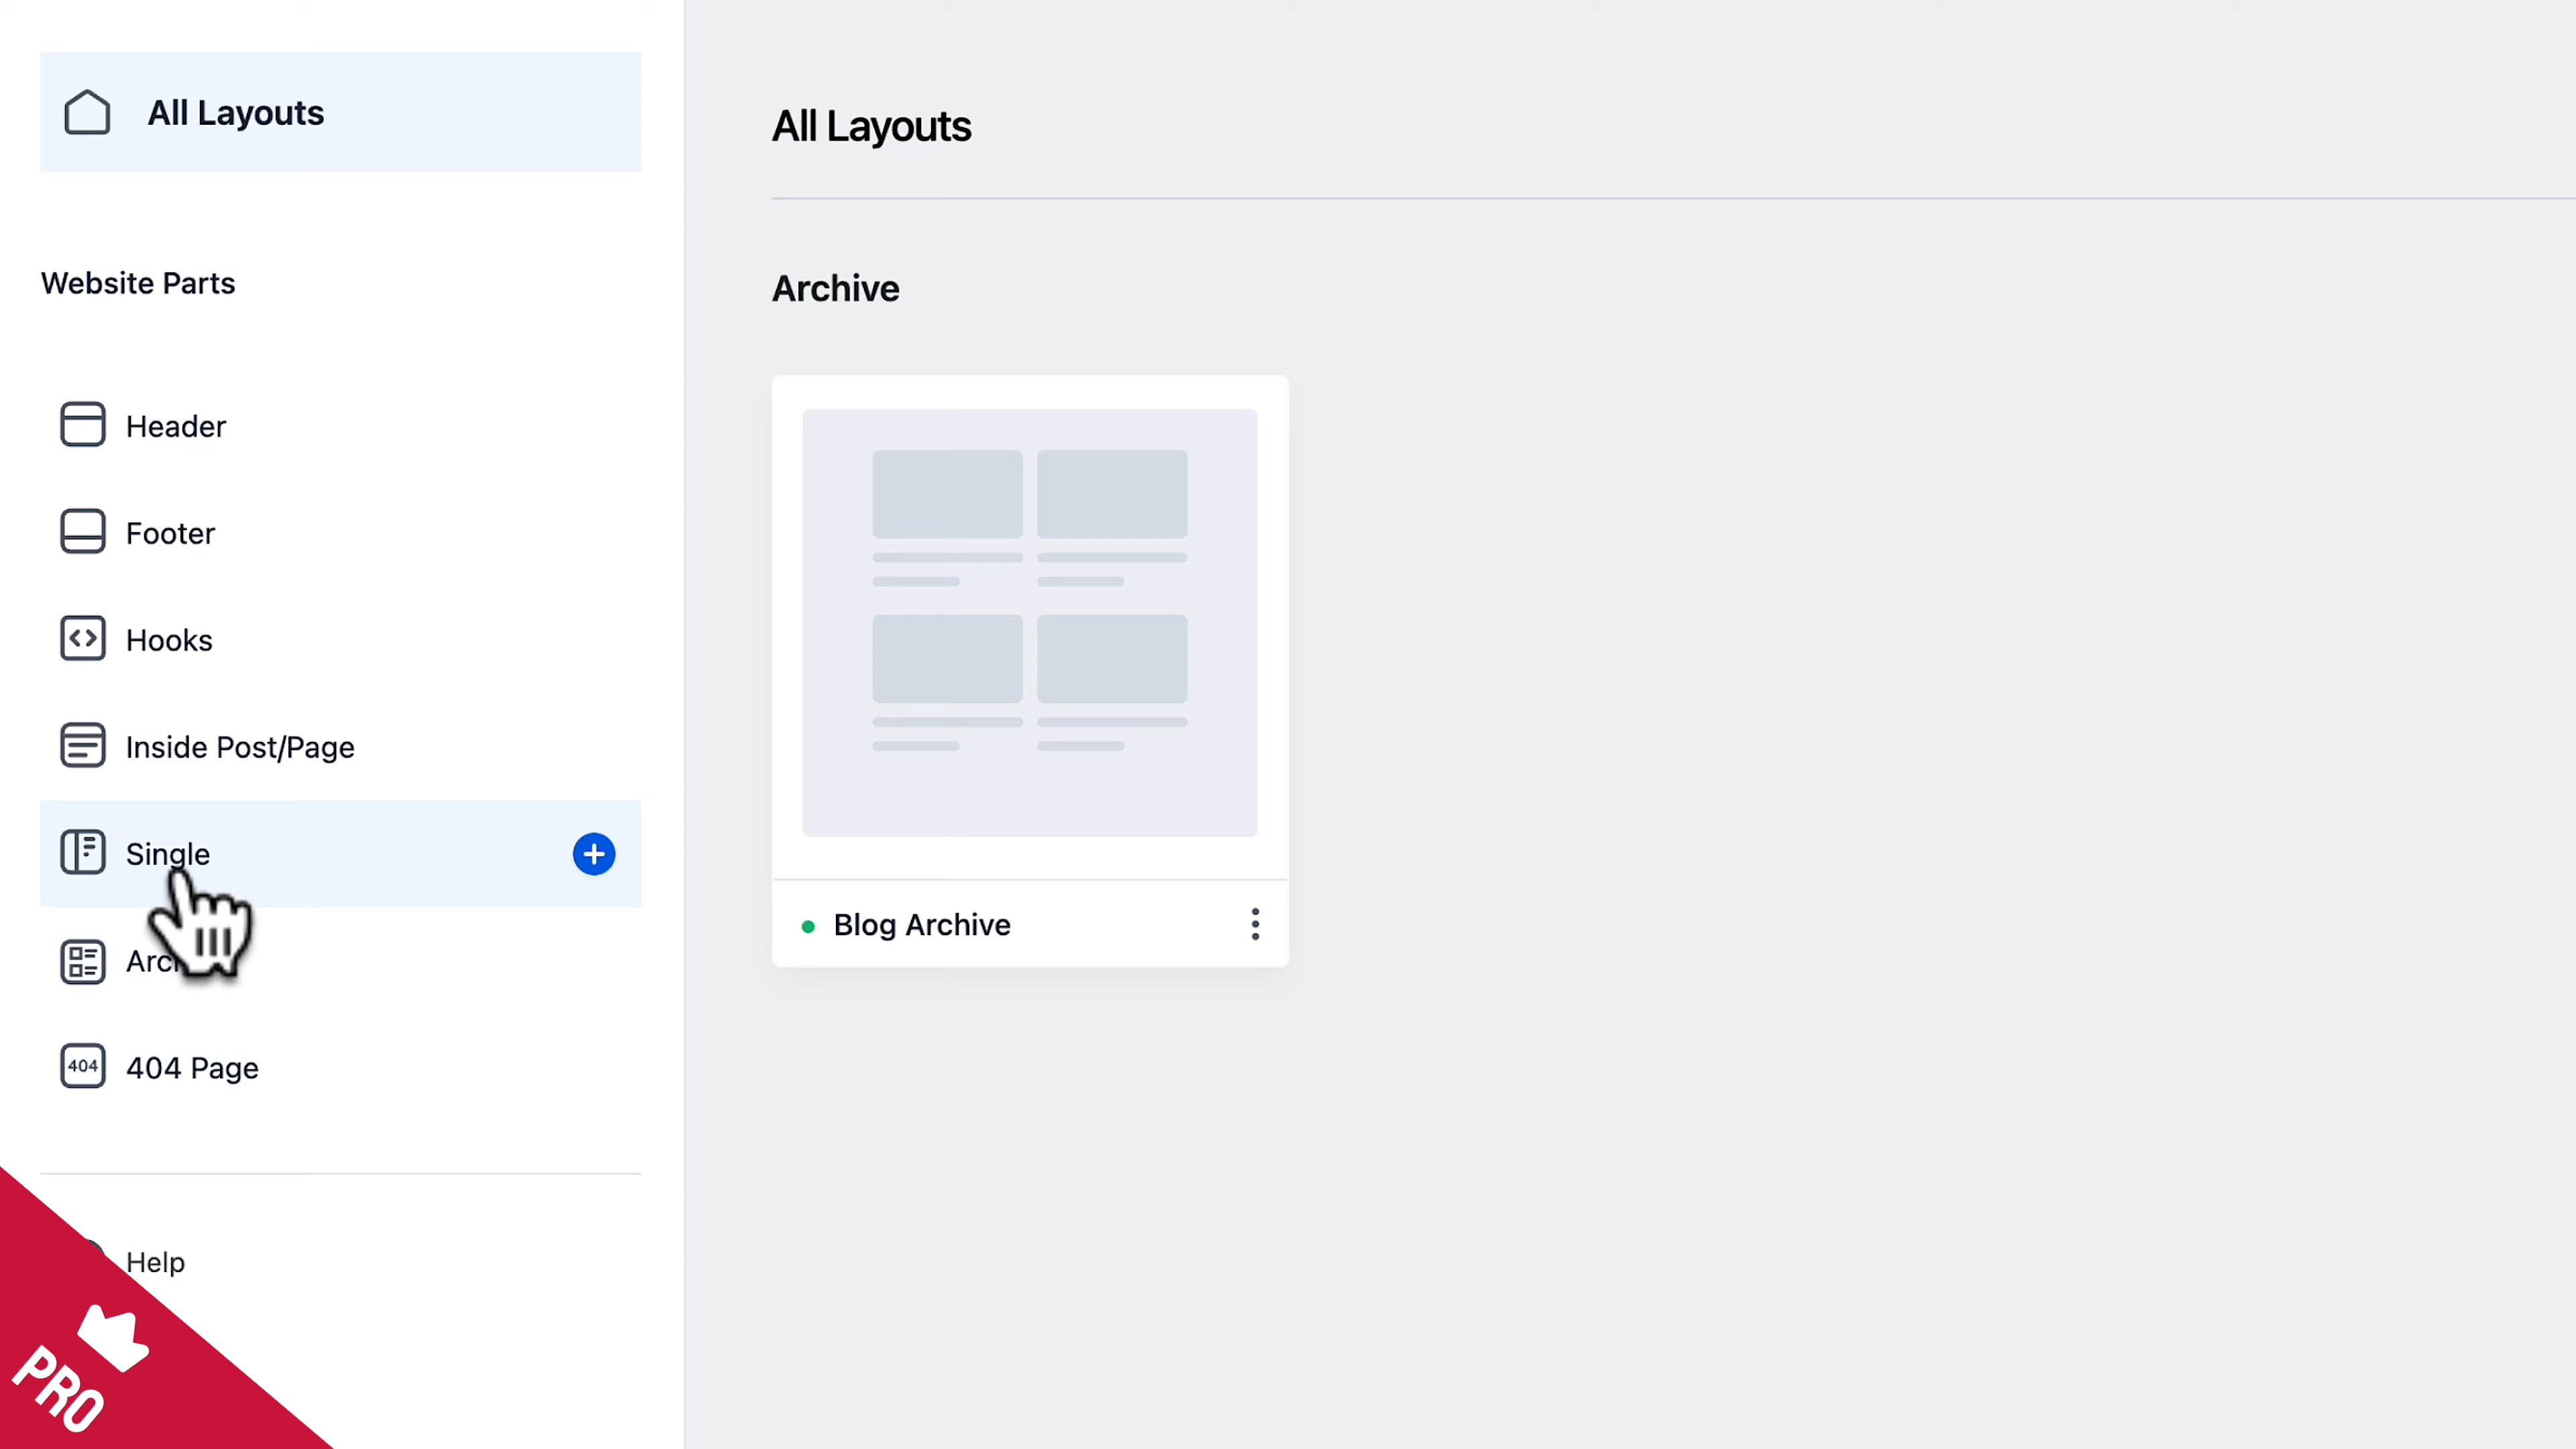 All Layouts
Website Parts
Header
Footer
Hooks
Inside Post/Page
Single
404
404 Page
Help
PRO
All Layouts
Archive
Blog Archive